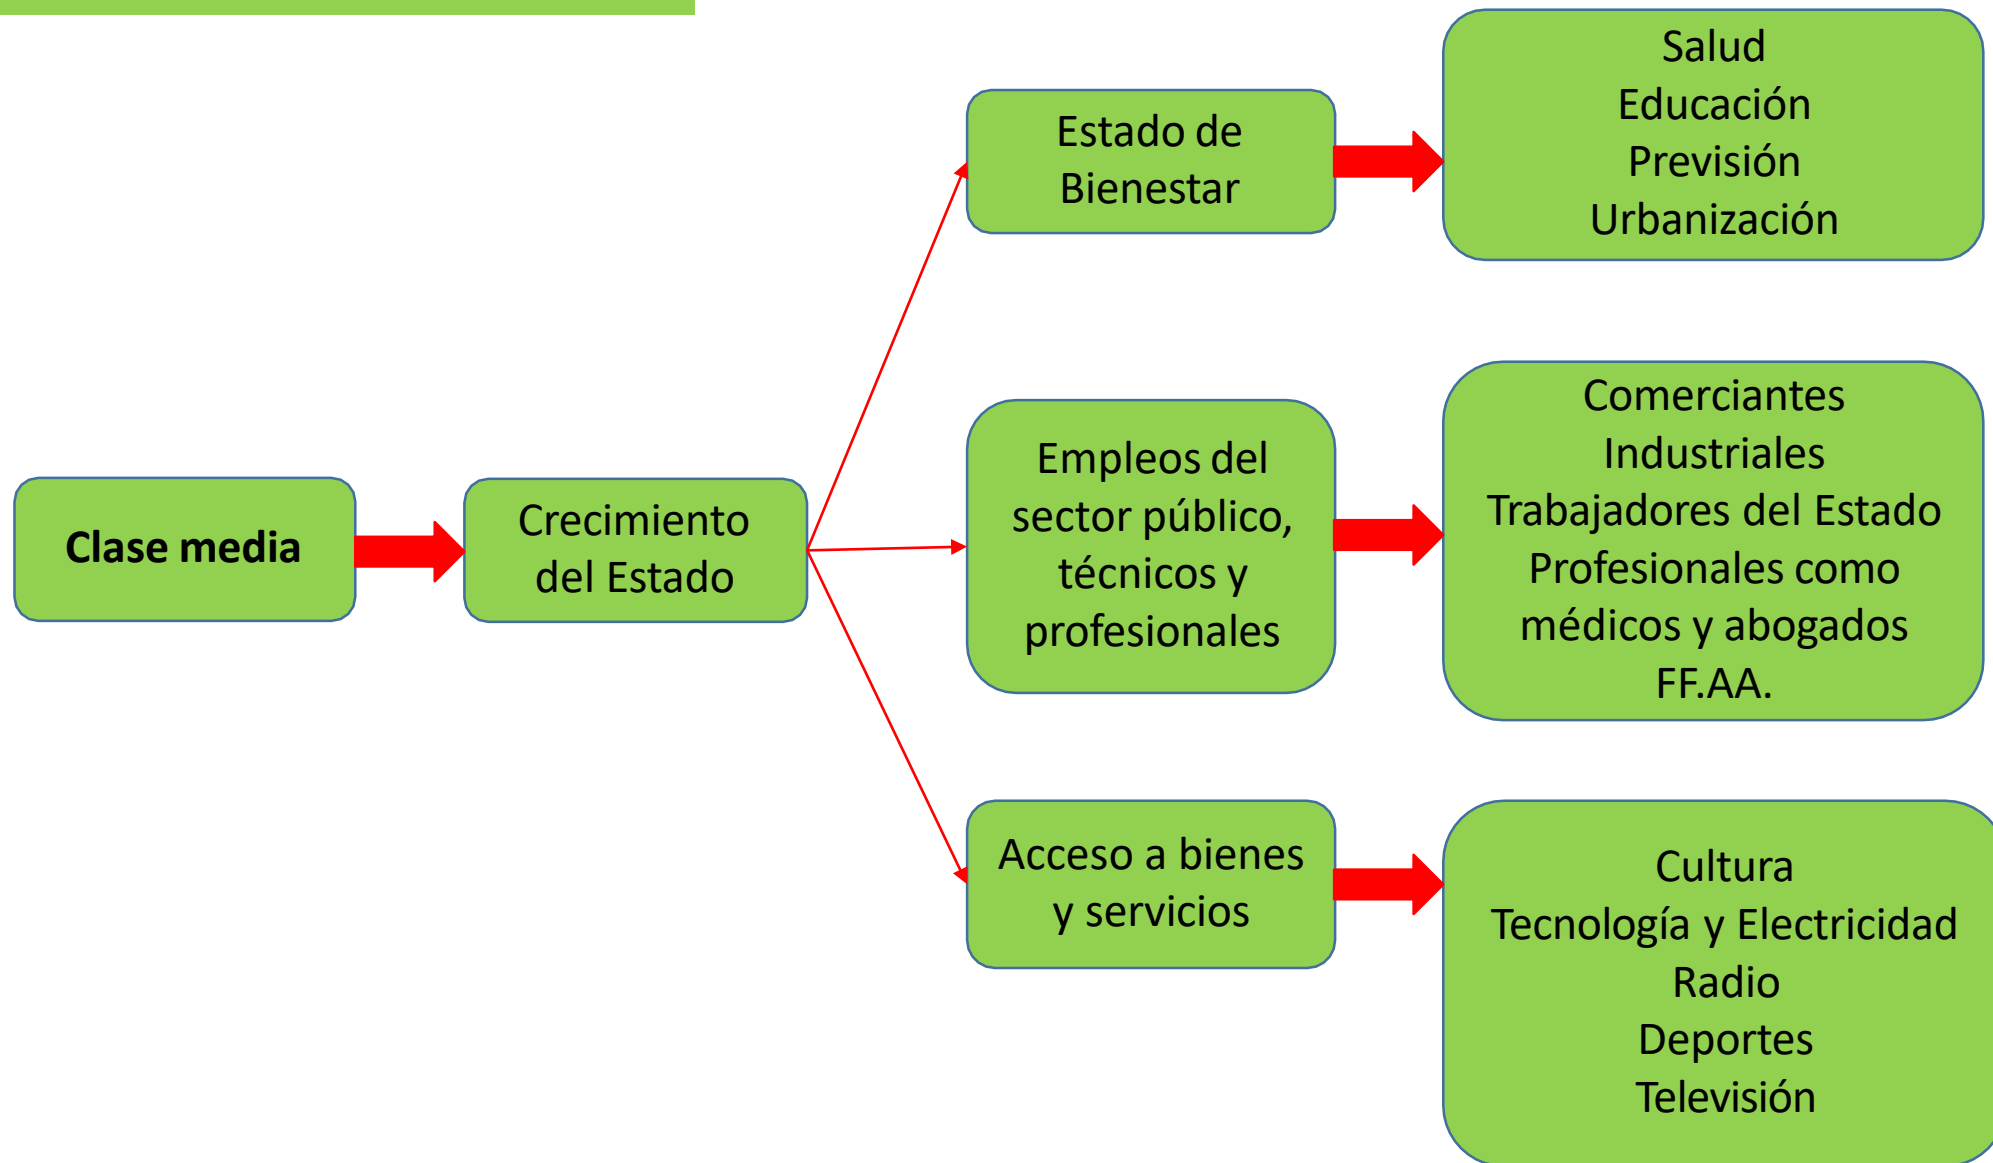 Clase media
Crecimiento
del Estado
Estado de
Bienestar
Salud
Educación
Previsión
Urbanización
Empleos del
sector público,
técnicos y
profesionales
Comerciantes
Industriales
Trabajadores del Estado
Profesionales como
médicos y abogados
FF.AA.
Acceso a bienes
y servicios
Cultura
Tecnología y Electricidad
Radio
Deportes
Televisión